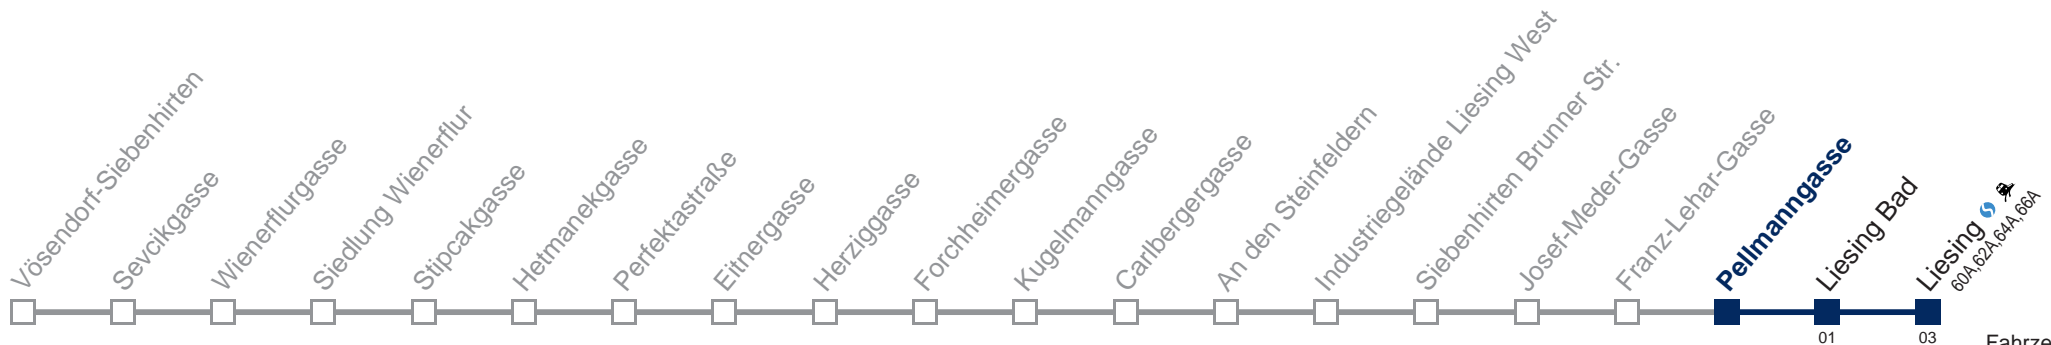 Vösendorf-Siebenhirten
Sevcikgasse
Wienerflurgasse
Siedlung Wienerflur
Stipcakgasse
Hetmanekgasse
Perfektastraße
Eitnergasse
Herziggasse
Forchheimergasse
Kugelmanngasse
Carlbergergasse
An den Steinfeldern
Industriegelände Liesing West
Siebenhirten Brunner Str.
Josef-Meder-Gasse
Franz-Lehar-Gasse
Pellmanngasse
Liesing Bad
Liesing
60A,62A,64A,66A
01
03
Fahrze